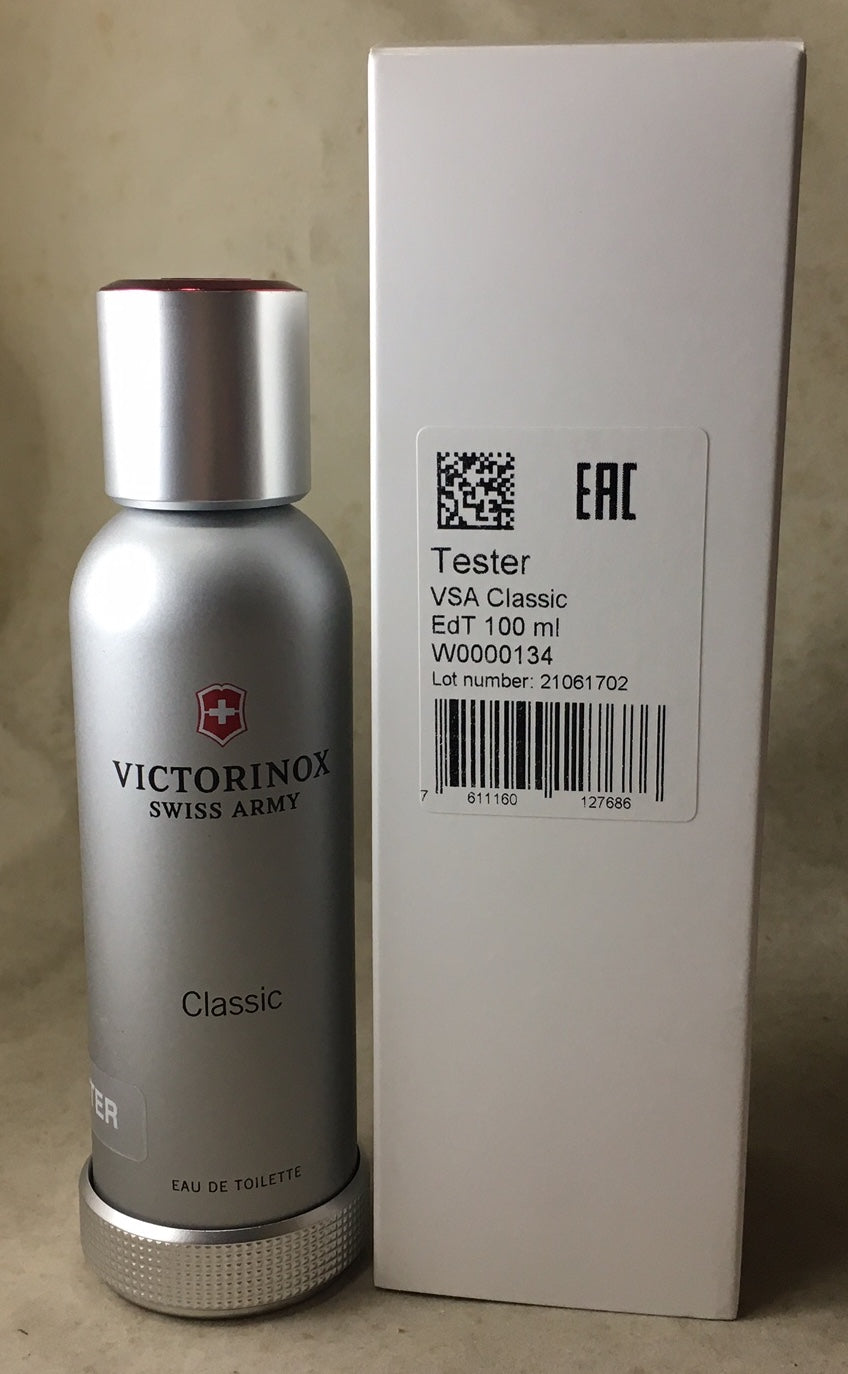 VICTORINOX
SWISS ARMY
Classic
TER
EAU DE TOILETTE
EAC
Tester
VSA Classic
EdT 100 ml
W0000134
Lot number: 21061702
7 611160 127686